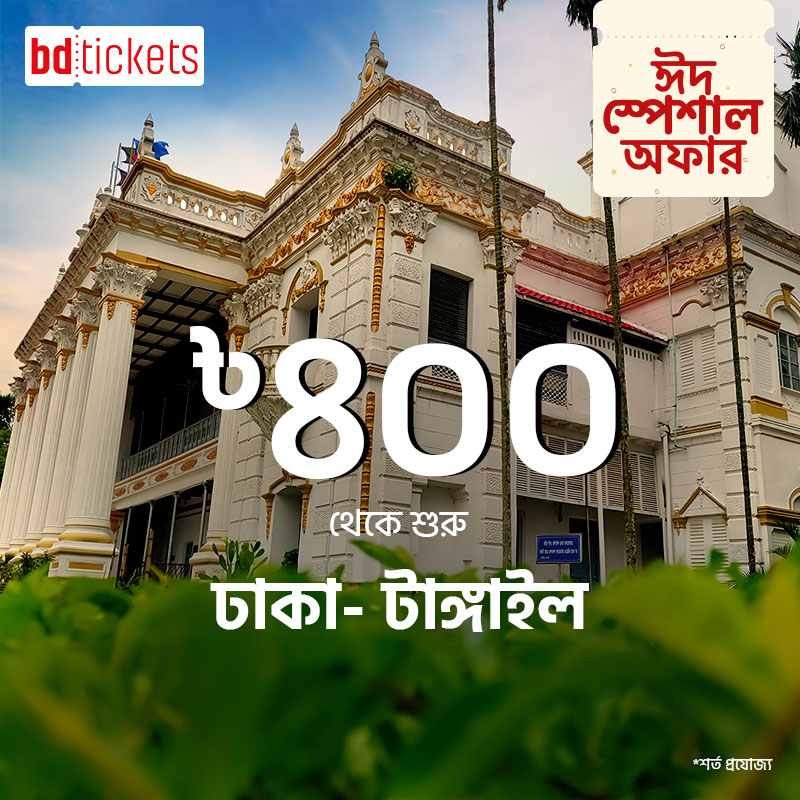 bdtickets
ঈদ
স্পেশাল
অফার
৳৪০০
থেকে শুরু
ঢাকা- টাঙ্গাইল
*শর্ত প্রযোজ্য